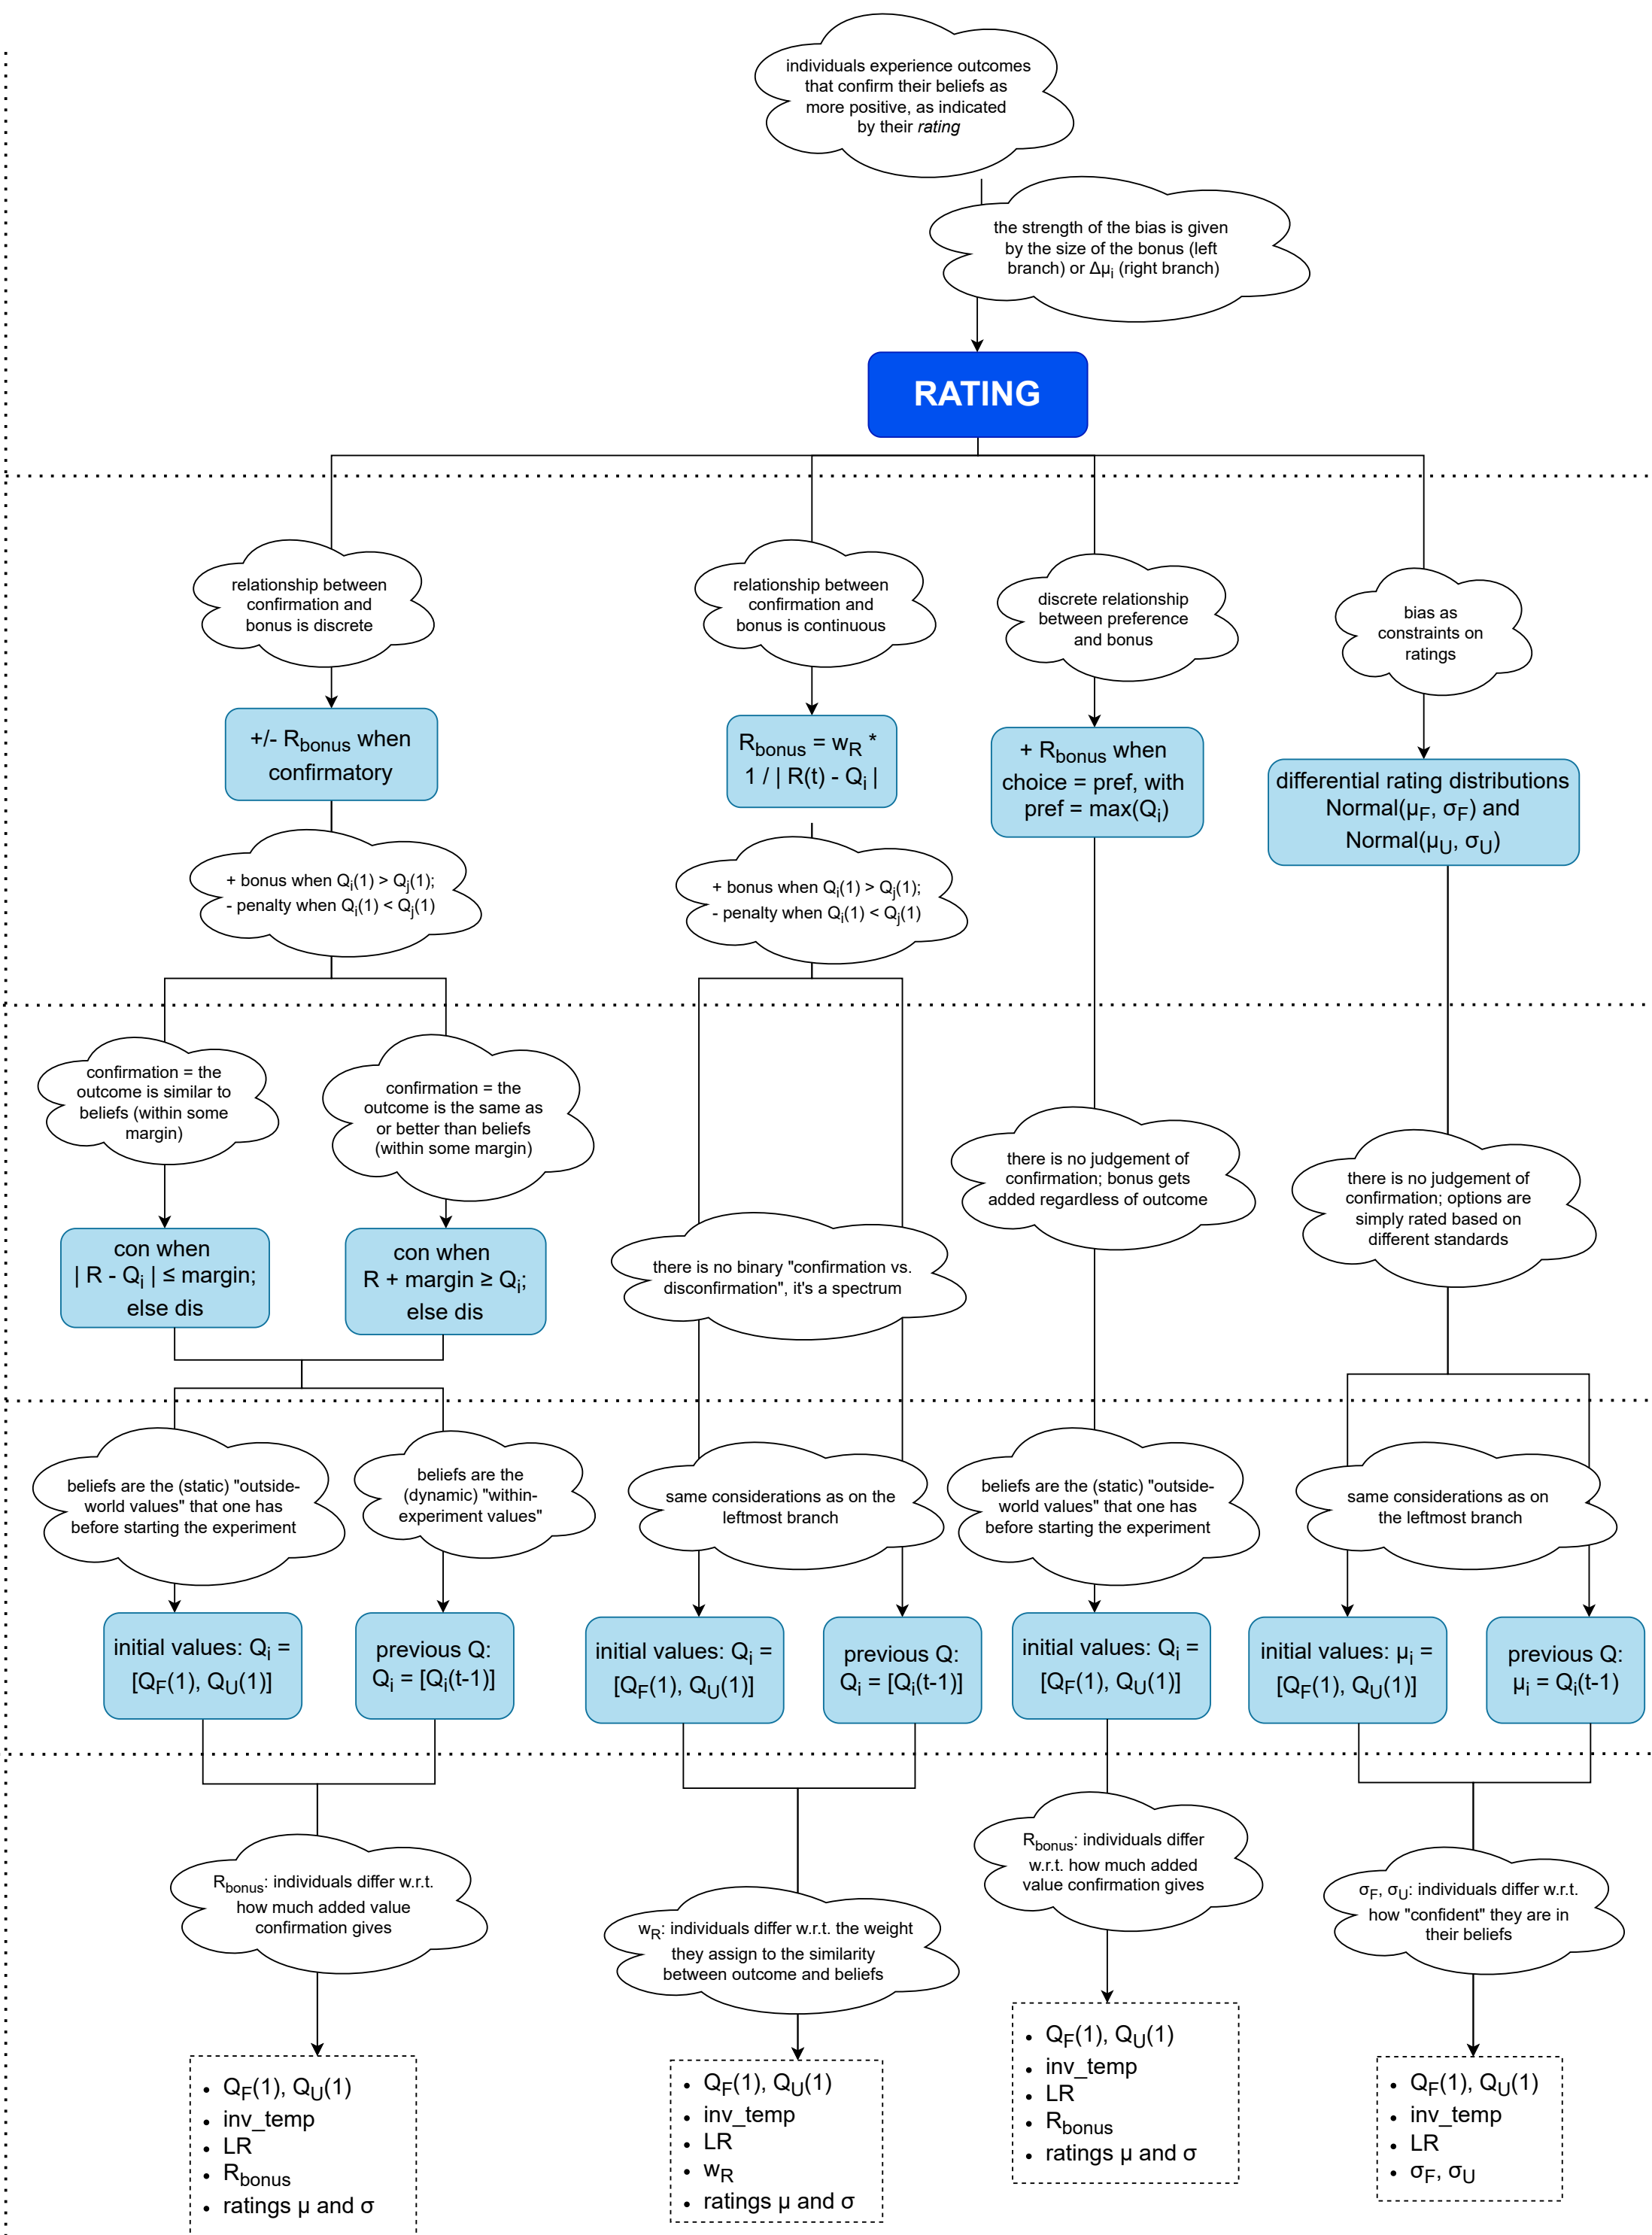 individuals experience outcomes
that confirm their beliefs as
more positive, as indicated
by their rating
the strength of the bias is given
by the size of the bonus (left
branch) or Δμi (right branch)
RATING
relationship between
confirmation and
bonus is discrete
relationship between
confirmation and
bonus is continuous
discrete relationship
between preference
and bonus
bias as
constraints on
ratings
+/- Rbonus when
confirmatory
Rbonus = wR *
1 / | R(t) - Qi |
+ Rbonus when
choice = pref, with
pref = max(Qi)
differential rating distributions
Normal(μF, σF) and
Normal(μU, σU)
+ bonus when Qi(1) > Qj(1);
- penalty when Qi(1) < Qj(1)
+ bonus when Qi(1) > Qj(1);
- penalty when Qi(1) < Qj(1)
confirmation = the
outcome is similar to
beliefs (within some
margin)
confirmation = the
outcome is the same as
or better than beliefs
(within some margin)
there is no judgement of
confirmation; bonus gets
added regardless of outcome
there is no judgement of
confirmation; options are
simply rated based on
different standards
con when
| R - Qi | ≤ margin;
else dis
con when
R + margin ≥ Qi;
else dis
there is no binary "confirmation vs.
disconfirmation", it's a spectrum
beliefs are the (static) "outside-
world values" that one has
before starting the experiment
beliefs are the
(dynamic) "within-
experiment values"
same considerations as on the
leftmost branch
beliefs are the (static) "outside-
world values" that one has
before starting the experiment
same considerations as on
the leftmost branch
initial values: Qi =
[QF(1), QU(1)]
previous Q:
Qi = [Qi(t-1)]
initial values: Qi =
[QF(1), QU(1)]
previous Q:
Qi = [Qi(t-1)]
initial values: Qi =
[QF(1), QU(1)]
initial values: μi =
[QF(1), QU(1)]
previous Q:
μi = Qi(t-1)
Rbonus: individuals differ w.r.t.
how much added value
confirmation gives
wR: individuals differ w.r.t. the weight
they assign to the similarity
between outcome and beliefs
Rbonus: individuals differ
w.r.t. how much added
value confirmation gives
σF, σU: individuals differ w.r.t.
how "confident" they are in
their beliefs
• QF(1), QU(1)
• inv_temp
• LR
• Rbonus
• ratings μ and σ
• QF(1), QU(1)
• inv_temp
• LR
• wR
• ratings μ and σ
• QF(1), QU(1)
• inv_temp
• LR
• Rbonus
• ratings μ and σ
• QF(1), QU(1)
• inv_temp
• LR
• σF, σU